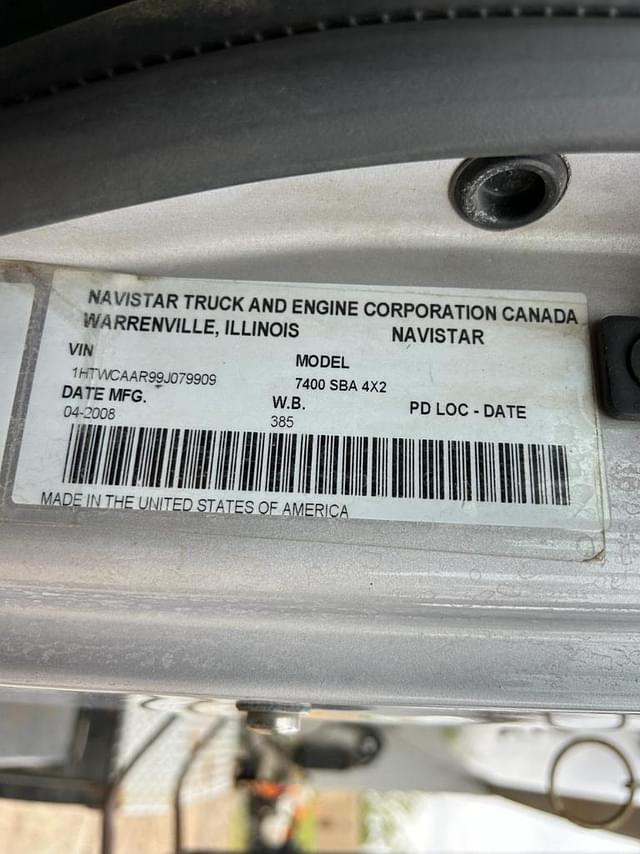 NAVISTAR TRUCK AND ENGINE CORPORATION CANADA
WARRENVILLE, ILLINOIS NAVISTAR
VIN MODEL
1HTWCAAR99J079909 7400 SBA 4X2
DATE MFG. W.B. PD LOC - DATE
04-2008 385
MADE IN THE UNITED STATES OF AMERICA